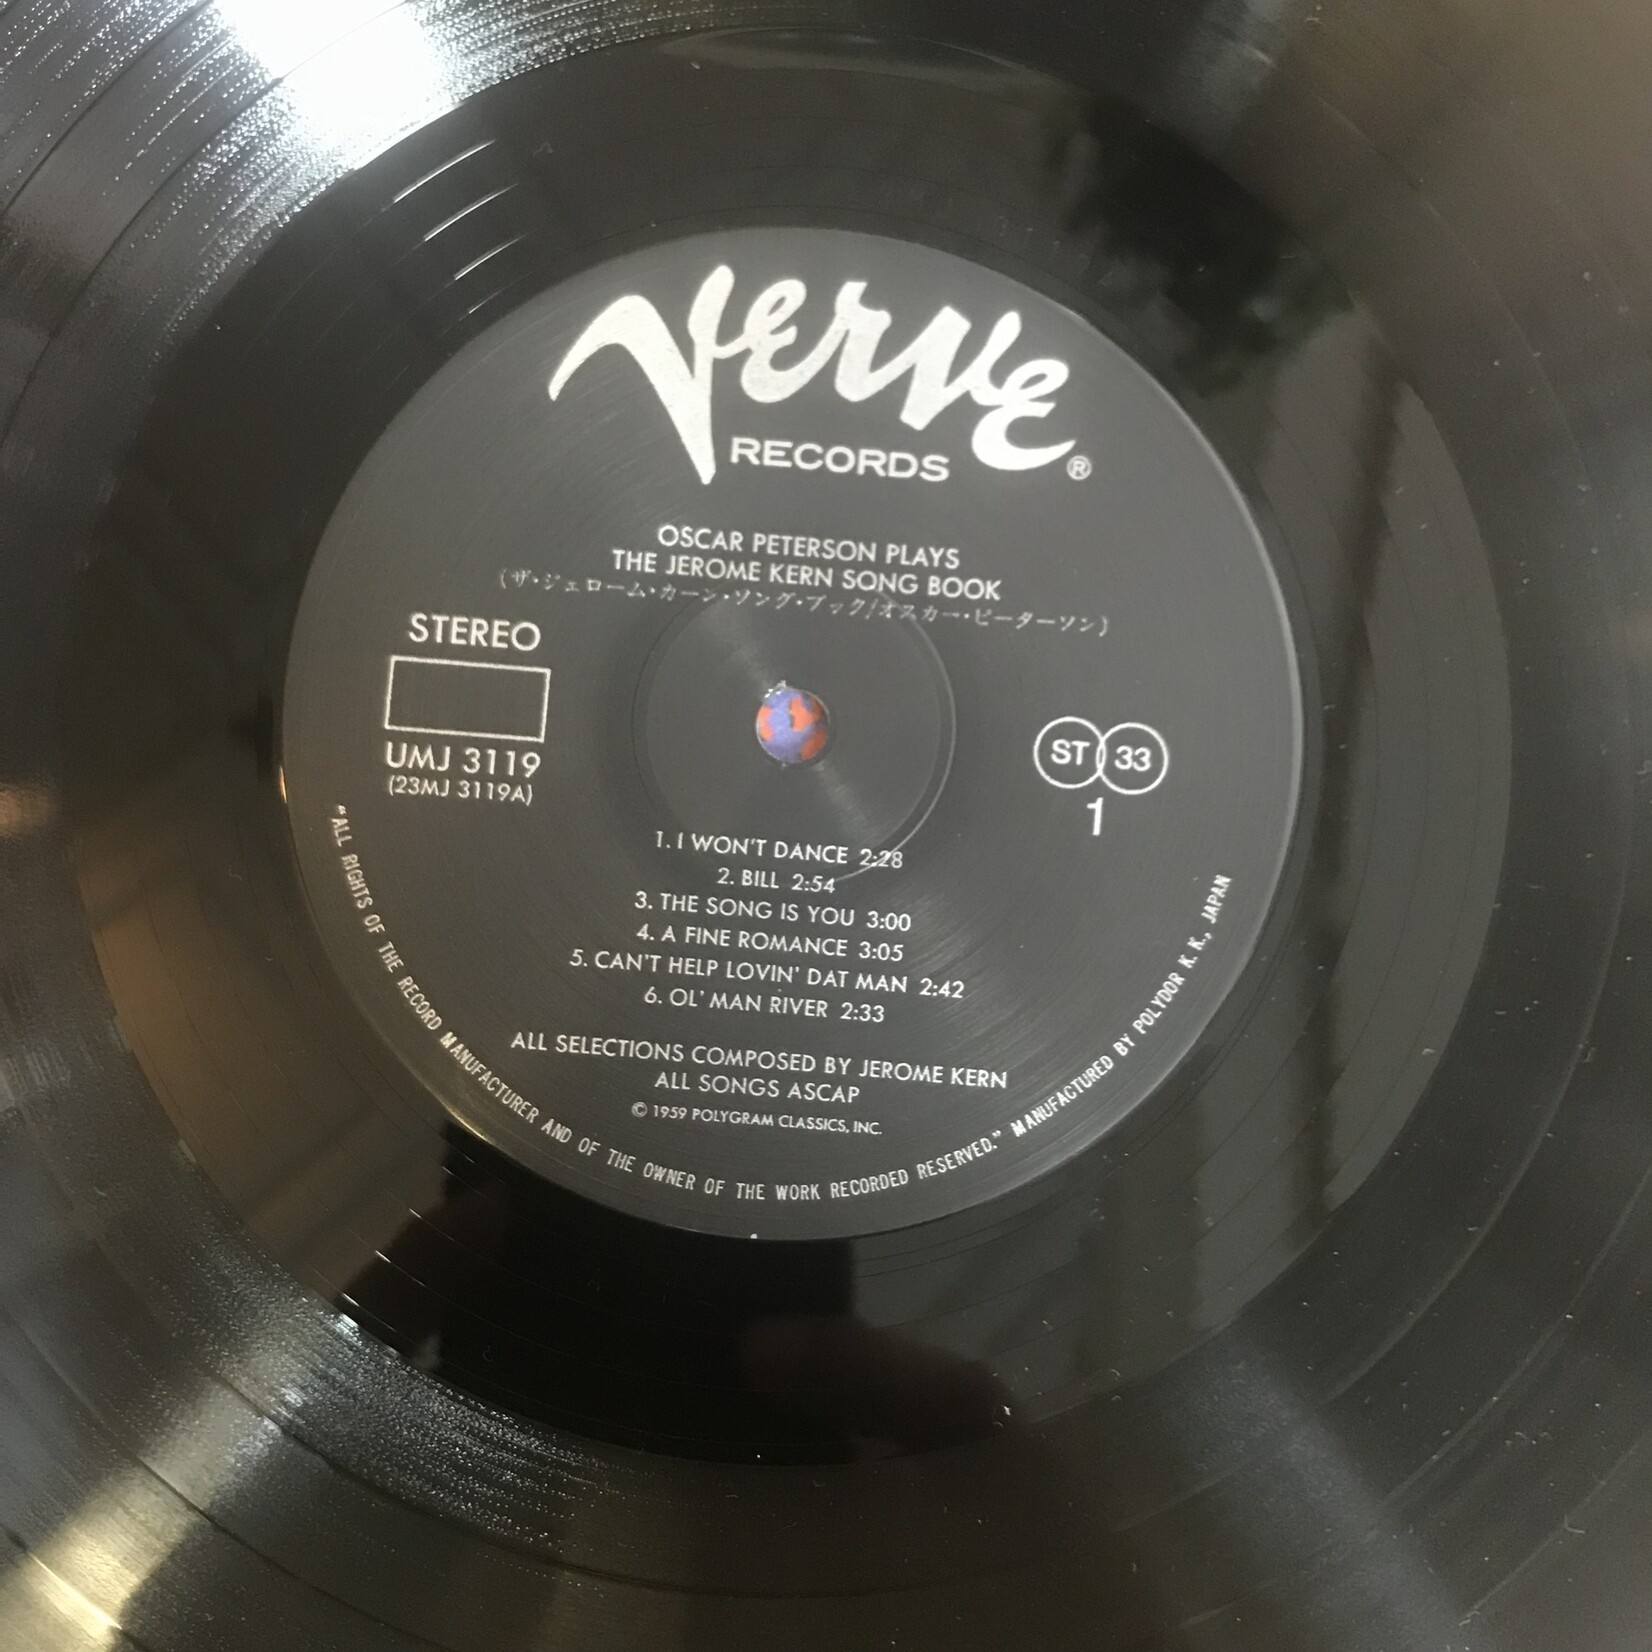 Verve
RECORDS ®
OSCAR PETERSON PLAYS
THE JEROME KERN SONG BOOK
(ザ・ジェローム・カーン・ソング・ブック/オスカー・ピーターソン)
STEREO
UMJ 3119
(23MJ 3119A)
ST 33
1
1. I WON'T DANCE 2:28
2. BILL 2:54
3. THE SONG IS YOU 3:00
4. A FINE ROMANCE 3:05
5. CAN'T HELP LOVIN' DAT MAN 2:42
6. OL' MAN RIVER 2:33
ALL SELECTIONS COMPOSED BY JEROME KERN
ALL SONGS ASCAP
© 1959 POLYGRAM CLASSICS, INC.
"ALL RIGHTS OF THE RECORD MANUFACTURER AND OF THE OWNER OF THE WORK RECORDED RESERVED." MANUFACTURED BY POLYDOR K. K., JAPAN